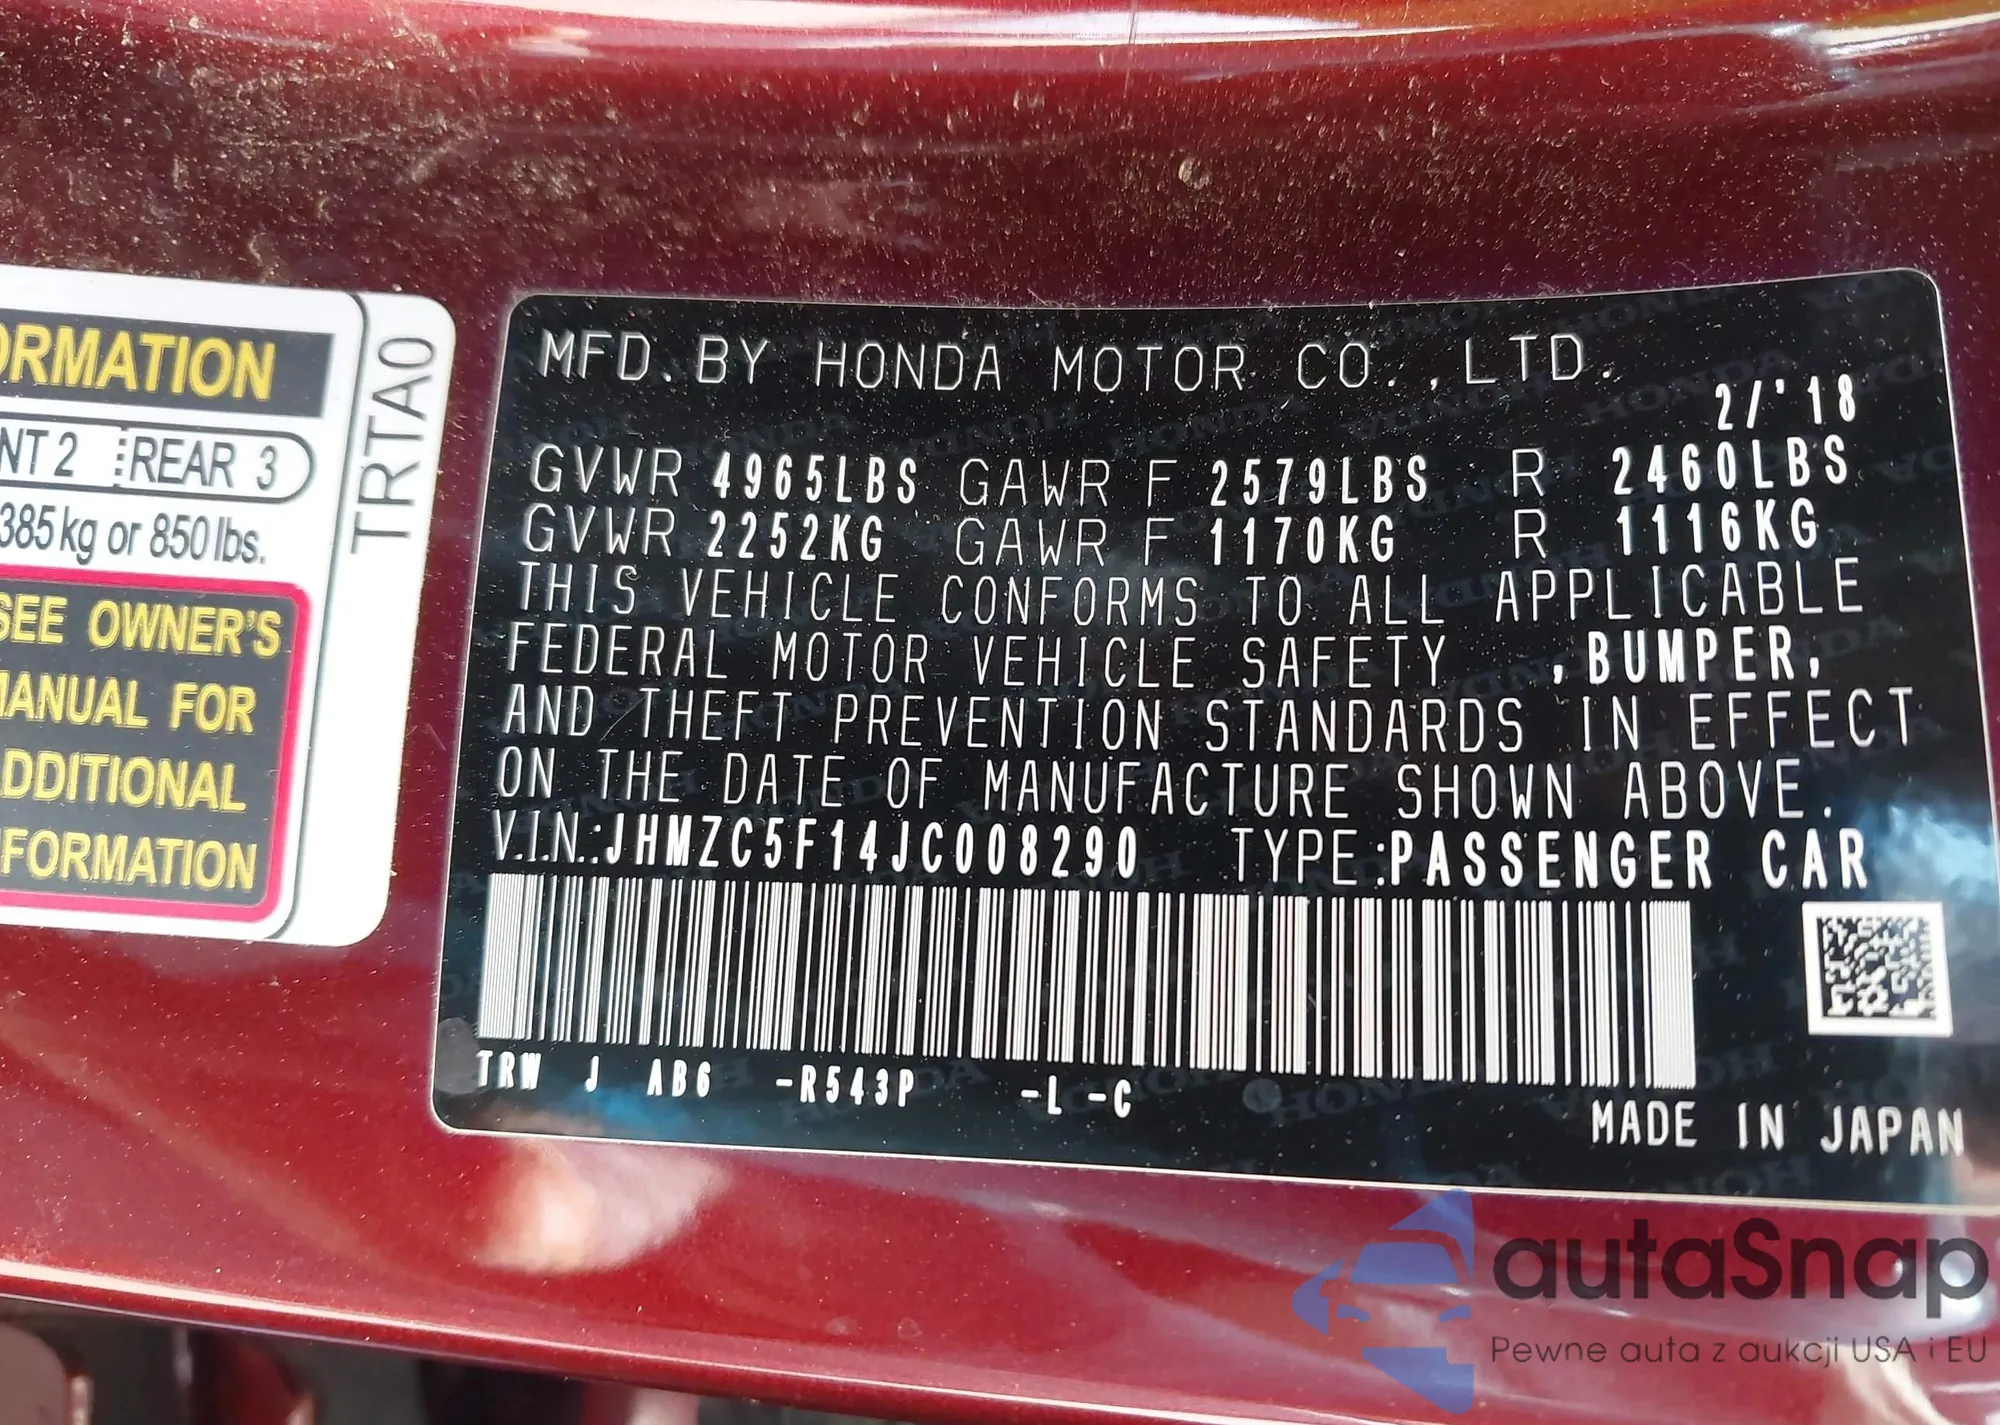 ORMATION
NT 2 REAR 3
385 kg or 850 lbs.
SEE OWNER'S
MANUAL FOR
ADDITIONAL
FORMATION
TRTA0
MFD. BY HONDA MOTOR CO., LTD.
2/'18
GVWR 4965LBS GAWR F 2579LBS R 2460LBS
GVWR 2252KG GAWR F 1170KG R 1116KG
THIS VEHICLE CONFORMS TO ALL APPLICABLE
FEDERAL MOTOR VEHICLE SAFETY , BUMPER,
AND THEFT PREVENTION STANDARDS IN EFFECT
ON THE DATE OF MANUFACTURE SHOWN ABOVE.
V.I.N.:JHMZC5F14JC008290 TYPE:PASSENGER CAR
TRW J AB6 -R543P -L -C
MADE IN JAPAN
autaSnap
Pewne auta z aukcji USA i EU